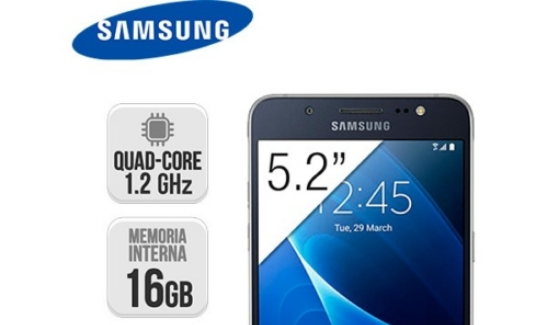 SAMSUNG
QUAD-CORE
1.2 GHz
MEMORIA
INTERNA
16GB
SAMSUNG
5.2”
12:45
Tue, 29 March